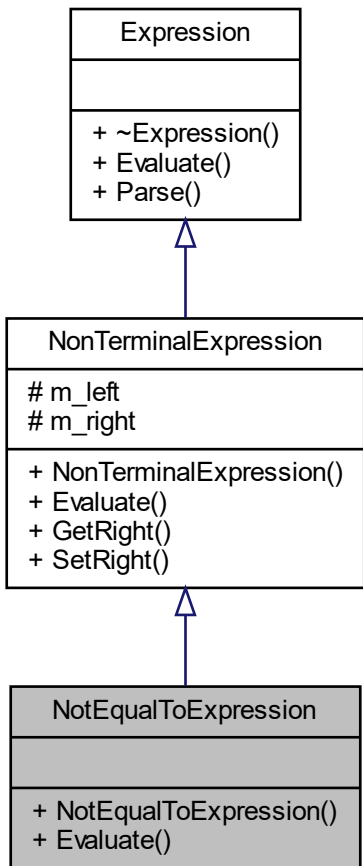 Expression
+ ~Expression()
+ Evaluate()
+ Parse()
NonTerminalExpression
# m_left
# m_right
+ NonTerminalExpression()
+ Evaluate()
+ GetRight()
+ SetRight()
NotEqualToExpression
+ NotEqualToExpression()
+ Evaluate()